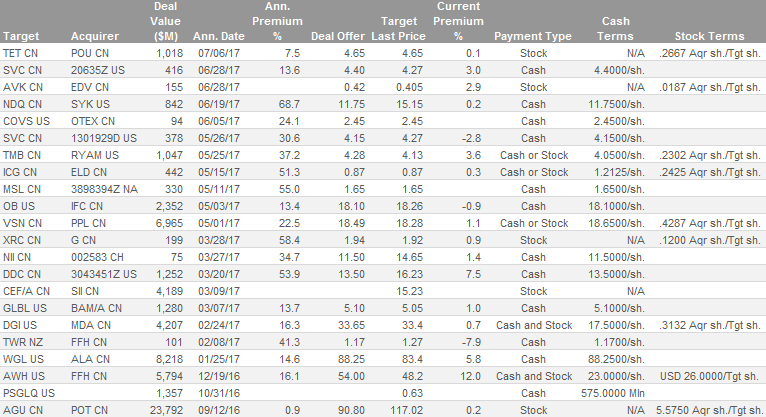 Deal Ann. Target Current
Value Premium Last Price Premium Cash
Target Acquirer ($M) Ann. Date % Deal Offer % Payment Type Terms Stock Terms
TET CN POU CN 1,018 07/06/17 7.5 4.65 4.65 0.1 Stock N/A .2667 Aqr sh./Tgt sh.
SVC CN 20635Z US 416 06/28/17 13.6 4.40 4.27 3.0 Cash 4.4000/sh.
AVK CN EDV CN 155 06/28/17 0.42 0.405 2.9 Stock N/A .0187 Aqr sh./Tgt sh.
NDQ CN SYK US 842 06/19/17 68.7 11.75 15.15 0.2 Cash 11.7500/sh.
COVS US OTEX CN 94 06/05/17 24.1 2.45 2.45 Cash 2.4500/sh.
SVC CN 1301929D US 378 05/26/17 30.6 4.15 4.27 -2.8 Cash 4.1500/sh.
TMB CN RYAM US 1,047 05/25/17 37.2 4.28 4.13 3.6 Cash or Stock 4.0500/sh. .2302 Aqr sh./Tgt sh.
ICG CN ELD CN 442 05/15/17 51.3 0.87 0.87 0.3 Cash or Stock 1.2125/sh. .2425 Aqr sh./Tgt sh.
MSL CN 3898394Z NA 330 05/11/17 55.0 1.65 1.65 Cash 1.6500/sh.
OB US IFC CN 2,352 05/03/17 13.4 18.10 18.26 -0.9 Cash 18.1000/sh.
VSN CN PPL CN 6,965 05/01/17 22.5 18.49 18.28 1.1 Cash or Stock 18.6500/sh. .4287 Aqr sh./Tgt sh.
XRC CN G CN 199 03/28/17 58.4 1.94 1.92 0.9 Stock N/A .1200 Aqr sh./Tgt sh.
NII CN 002583 CH 75 03/27/17 34.7 11.50 14.65 1.4 Cash 11.5000/sh.
DDC CN 3043451Z US 1,252 03/20/17 53.9 13.50 16.23 7.5 Cash 13.5000/sh.
CEF/A CN SII CN 4,189 03/09/17 15.23 Stock N/A
GLBL US BAM/A CN 1,280 03/07/17 13.7 5.10 5.05 1.0 Cash 5.1000/sh.
DGI US MDA CN 4,207 02/24/17 16.3 33.65 33.4 0.7 Cash and Stock 17.5000/sh. .3132 Aqr sh./Tgt sh.
TWR NZ FFH CN 101 02/08/17 41.3 1.17 1.27 -7.9 Cash 1.1700/sh.
WGL US ALA CN 8,218 01/25/17 14.6 88.25 83.4 5.8 Cash 88.2500/sh.
AWH US FFH CN 5,794 12/19/16 16.1 54.00 48.2 12.0 Cash and Stock 23.0000/sh. USD 26.0000/Tgt sh.
PSGLQ US 1,357 10/31/16 0.63 Cash 575.0000 Mln
AGU CN POT CN 23,792 09/12/16 0.9 90.80 117.02 0.2 Stock N/A 5.5750 Aqr sh./Tgt sh.